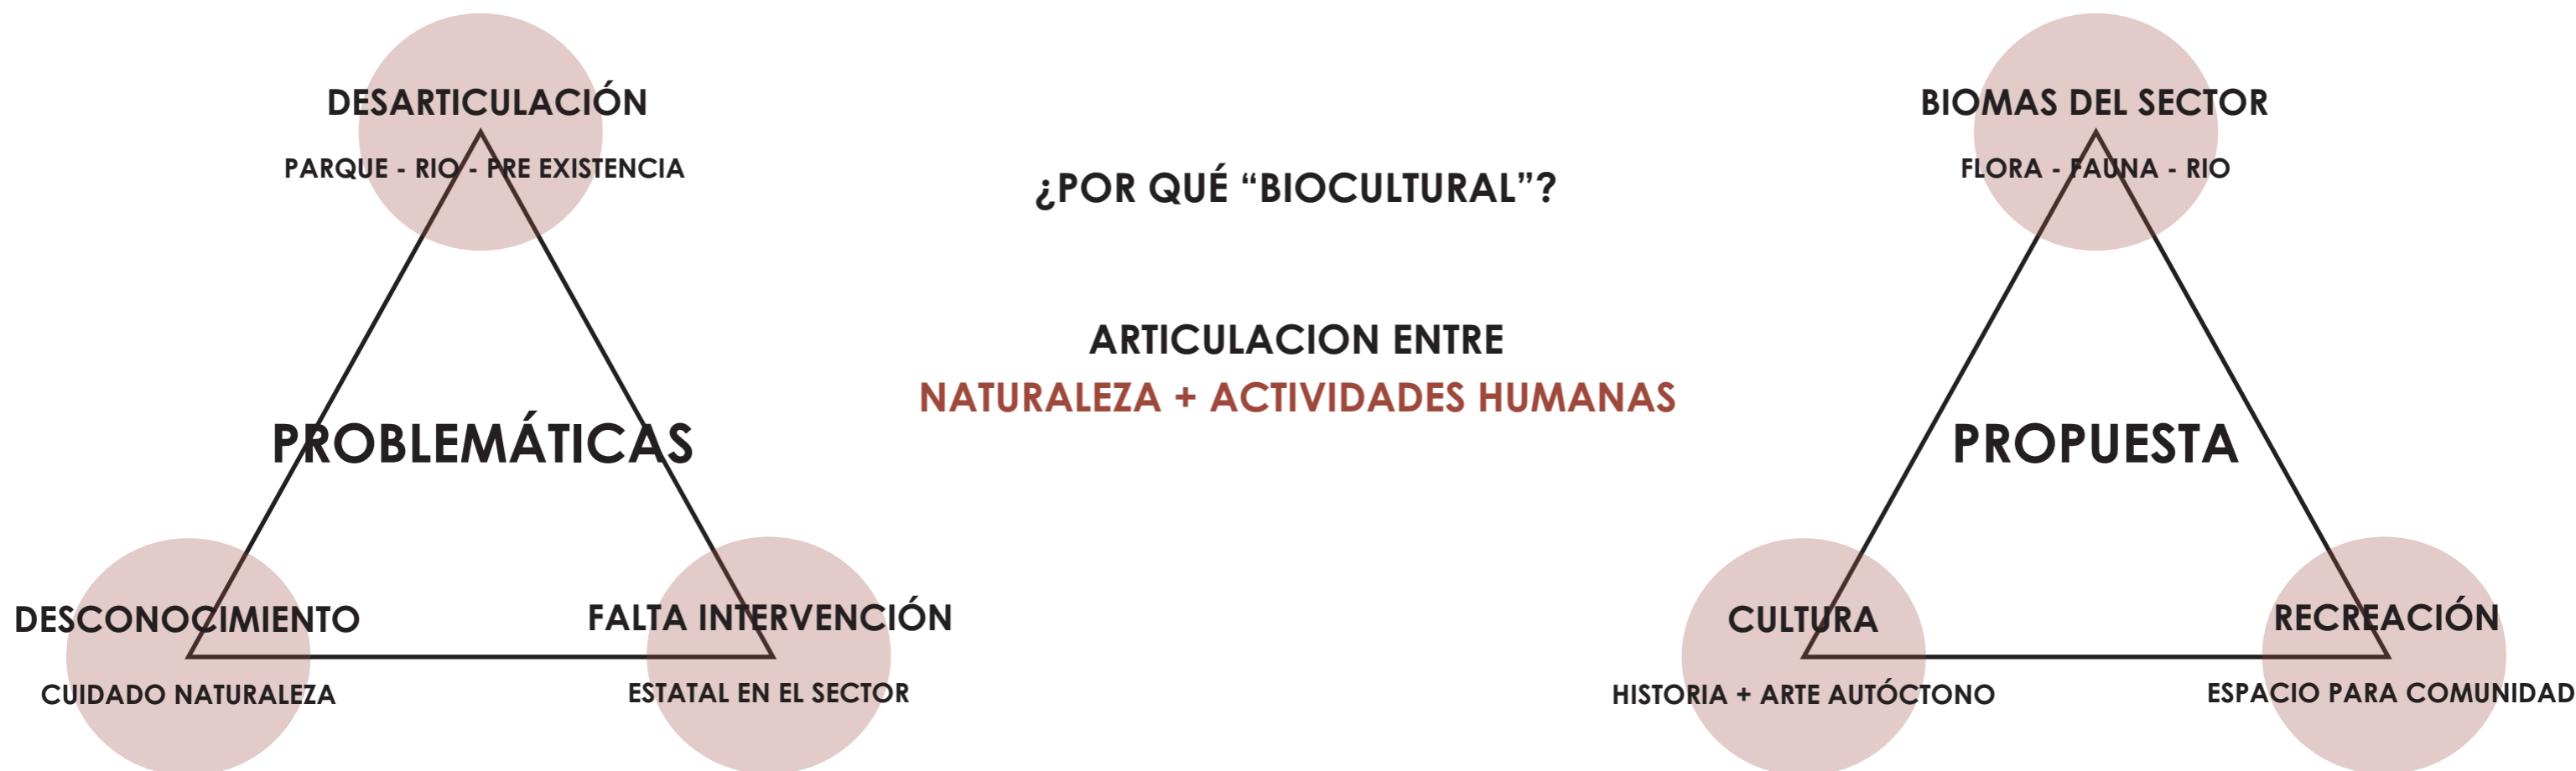 DESARTICULACIÓN
PARQUE - RIO - PRE EXISTENCIA
PROBLEMÁTICAS
DESCONOCIMIENTO
CUIDADO NATURALEZA
FALTA INTERVENCIÓN
ESTATAL EN EL SECTOR
¿POR QUÉ “BIOCULTURAL”?
ARTICULACION ENTRE
NATURALEZA + ACTIVIDADES HUMANAS
BIOMAS DEL SECTOR
FLORA - FAUNA - RIO
PROPUESTA
CULTURA
HISTORIA + ARTE AUTÓCTONO
RECREACIÓN
ESPACIO PARA COMUNIDAD